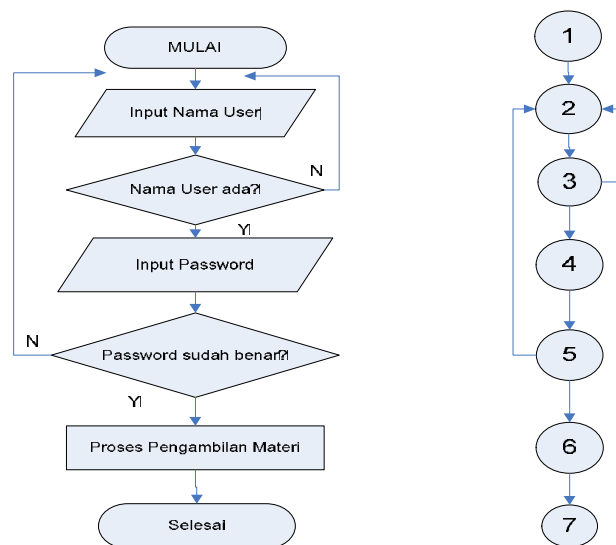 MULAI
Input Nama User
Nama User ada?
N
Y
Input Password
Password sudah benar?
N
Y
Proses Pengambilan Materi
Selesai
1
2
3
4
5
6
7